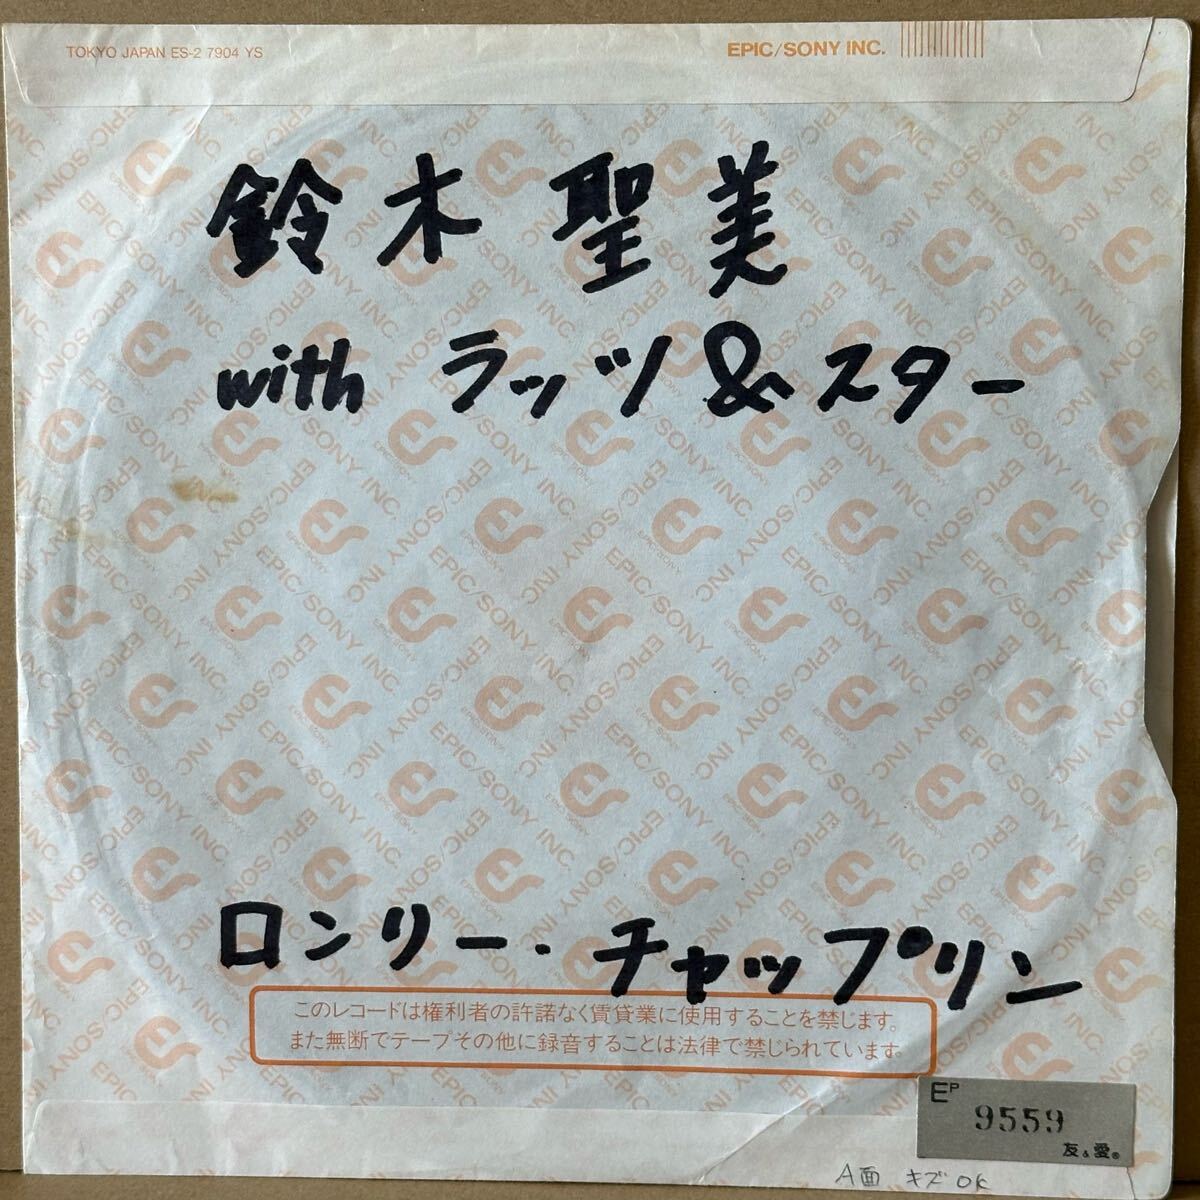 TOKYO JAPAN ES-2 7904 YS
EPIC/SONY INC.
鈴木 聖美
with ラッツ&スター
ロンリー・チャップリン
このレコードは権利者の許諾なく賃貸業に使用することを禁じます。
また無断でテープその他に録音することは法律で禁じられています。
EP
9559
友&愛®
A面 キズ OK